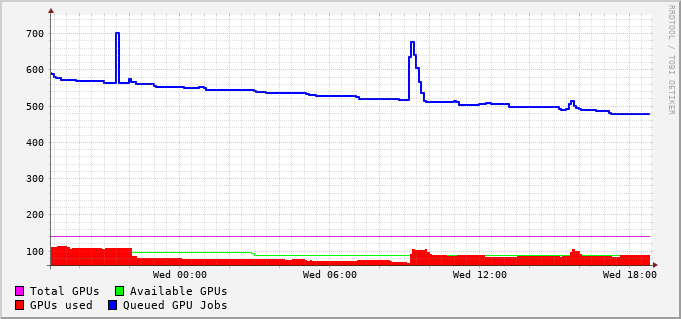 700
600
500
400
300
200
100
Wed 00:00 Wed 06:00 Wed 12:00 Wed 18:00
Total GPUs Available GPUs
GPUs used Queued GPU Jobs
RRDTOOL / TOBI OETIKER